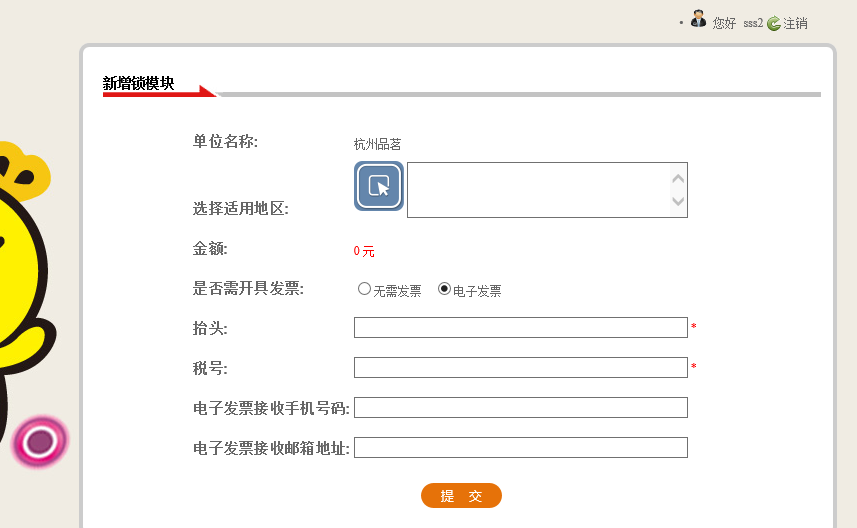 您好 sss2 注销
新增锁模块
单位名称: 杭州品茗
选择适用地区:
金额: 0 元
是否需开具发票: 无需发票 电子发票
抬头: *
税号: *
电子发票接收手机号码:
电子发票接收邮箱地址:
提 交